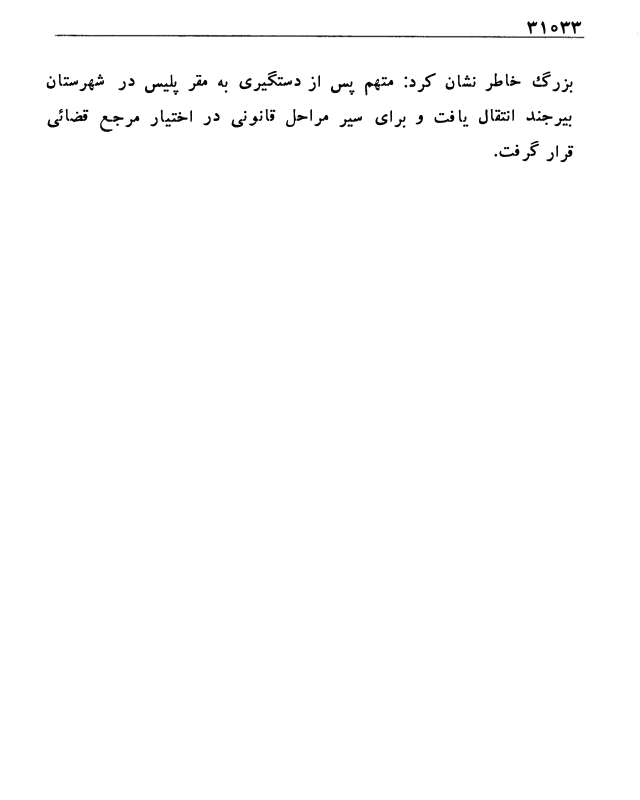 ۳۱۰۳۳
بزرگ خاطر نشان کرد: متهم پس از دستگیری به مقر پلیس در شهرستان
بیرجند انتقال یافت و برای سیر مراحل قانونی در اختیار مرجع قضائی
قرار گرفت.